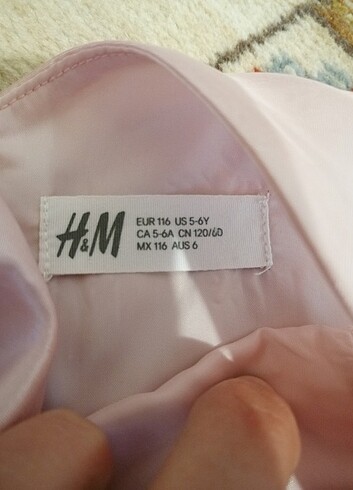 H&M
EUR 116 US 5-6Y
CA 5-6A CN 120/60
MX 116 AUS 6